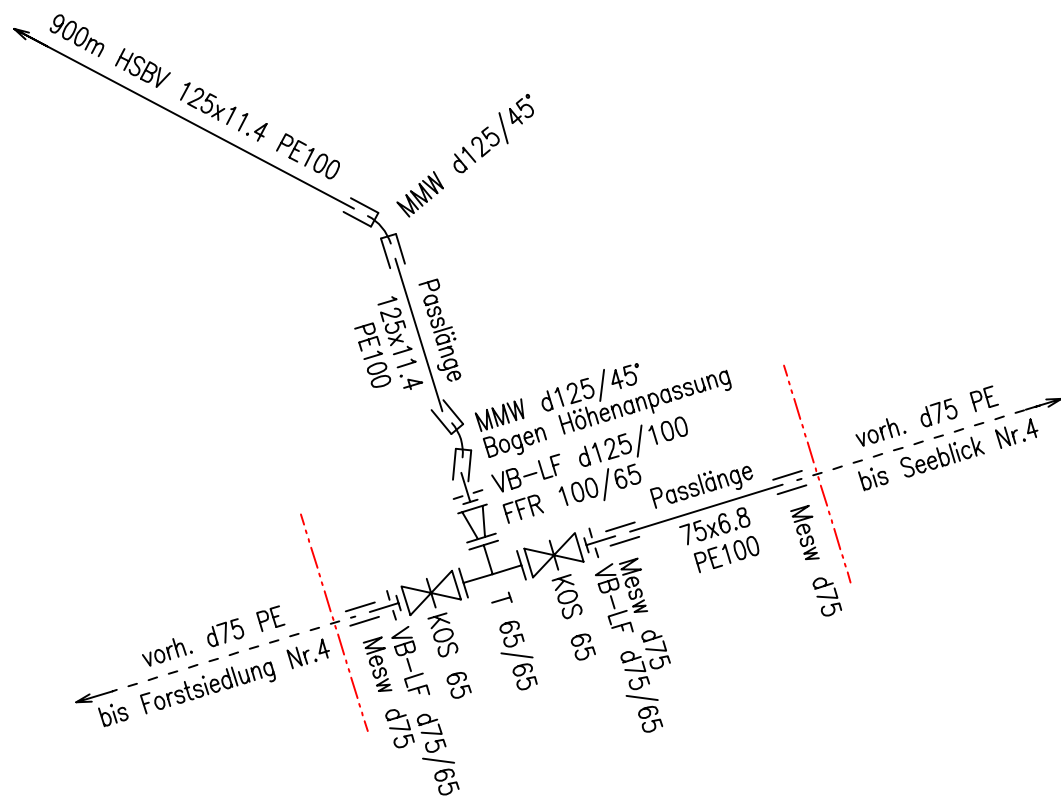 900m HSBV 125x11.4 PE100
MMW d125/45°
Passlänge
125x11.4
PE100
MMW d125/45°
Bogen Höhenanpassung
VB-LF d125/100
FFR 100/65
Passlänge
75x6.8
PE100
vorh. d75 PE
bis Seeblick Nr.4
Mesw d75
Mesw d75
VB-LF d75/65
KOS 65
T 65/65
KOS 65
VB-LF d75/65
Mesw d75
vorh. d75 PE
bis Forstsiedlung Nr.4